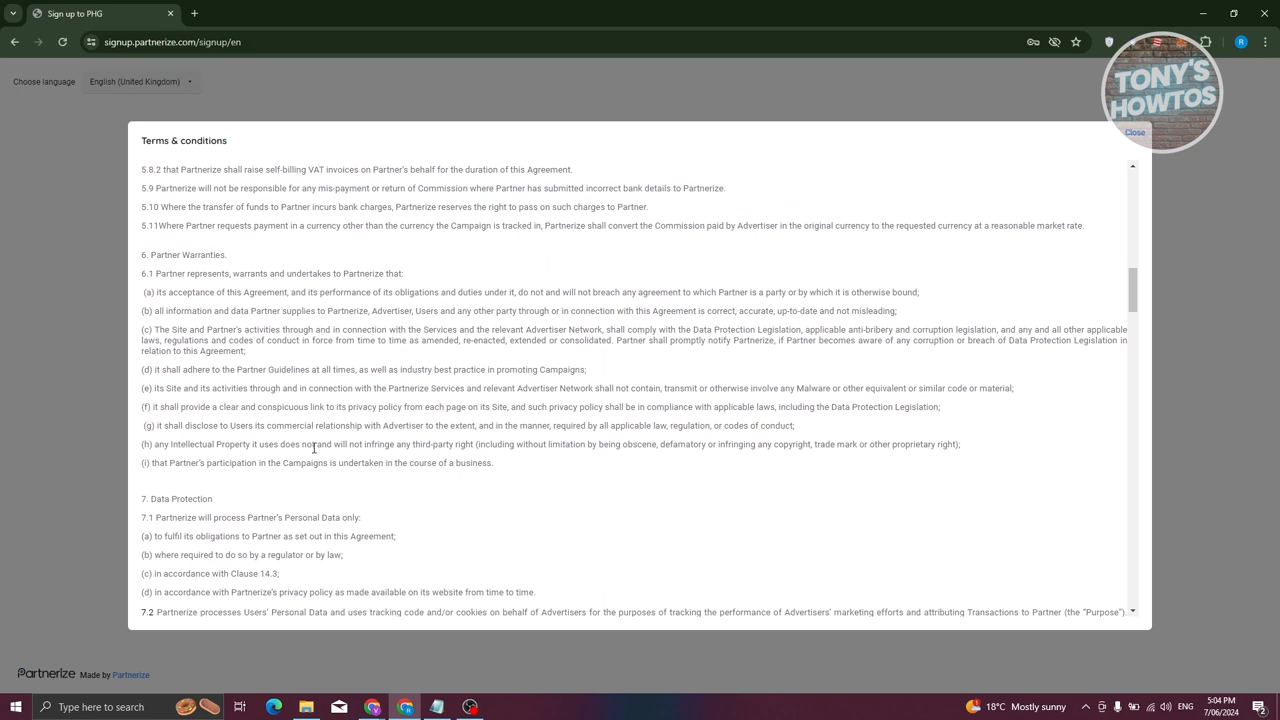 Sign up to PHG
signup.partnerize.com/signup/en
R
Choose language
English (United Kingdom)
TONY'S
HOWTOS
Terms & conditions
Close
5.8.2 that Partnerize shall raise self-billing VAT invoices on Partner's behalf for the duration of this Agreement.
5.9 Partnerize will not be responsible for any mis-payment or return of Commission where Partner has submitted incorrect bank details to Partnerize.
5.10 Where the transfer of funds to Partner incurs bank charges, Partnerize reserves the right to pass on such charges to Partner.
5.11Where Partner requests payment in a currency other than the currency the Campaign is tracked in, Partnerize shall convert the Commission paid by Advertiser in the original currency to the requested currency at a reasonable market rate.
6. Partner Warranties.
6.1 Partner represents, warrants and undertakes to Partnerize that:
(a) its acceptance of this Agreement, and its performance of its obligations and duties under it, do not and will not breach any agreement to which Partner is a party or by which it is otherwise bound;
(b) all information and data Partner supplies to Partnerize, Advertiser, Users and any other party through or in connection with this Agreement is correct, accurate, up-to-date and not misleading;
(c) The Site and Partner's activities through and in connection with the Services and the relevant Advertiser Network, shall comply with the Data Protection Legislation, applicable anti-bribery and corruption legislation, and any and all other applicable
laws, regulations and codes of conduct in force from time to time as amended, re-enacted, extended or consolidated. Partner shall promptly notify Partnerize, if Partner becomes aware of any corruption or breach of Data Protection Legislation in
relation to this Agreement;
(d) it shall adhere to the Partner Guidelines at all times, as well as industry best practice in promoting Campaigns;
(e) its Site and its activities through and in connection with the Partnerize Services and relevant Advertiser Network shall not contain, transmit or otherwise involve any Malware or other equivalent or similar code or material;
(f) it shall provide a clear and conspicuous link to its privacy policy from each page on its Site, and such privacy policy shall be in compliance with applicable laws, including the Data Protection Legislation;
(g) it shall disclose to Users its commercial relationship with Advertiser to the extent, and in the manner, required by all applicable law, regulation, or codes of conduct;
(h) any Intellectual Property it uses does not and will not infringe any third-party right (including without limitation by being obscene, defamatory or infringing any copyright, trade mark or other proprietary right);
(i) that Partner's participation in the Campaigns is undertaken in the course of a business.
7. Data Protection
7.1 Partnerize will process Partner's Personal Data only:
(a) to fulfil its obligations to Partner as set out in this Agreement;
(b) where required to do so by a regulator or by law;
(c) in accordance with Clause 14.3;
(d) in accordance with Partnerize's privacy policy as made available on its website from time to time.
7.2 Partnerize processes Users' Personal Data and uses tracking code and/or cookies on behalf of Advertisers for the purposes of tracking the performance of Advertisers' marketing efforts and attributing Transactions to Partner (the "Purpose").
Partnerize Made by Partnerize
Type here to search
18°C Mostly sunny
5:04 PM
7/06/2024